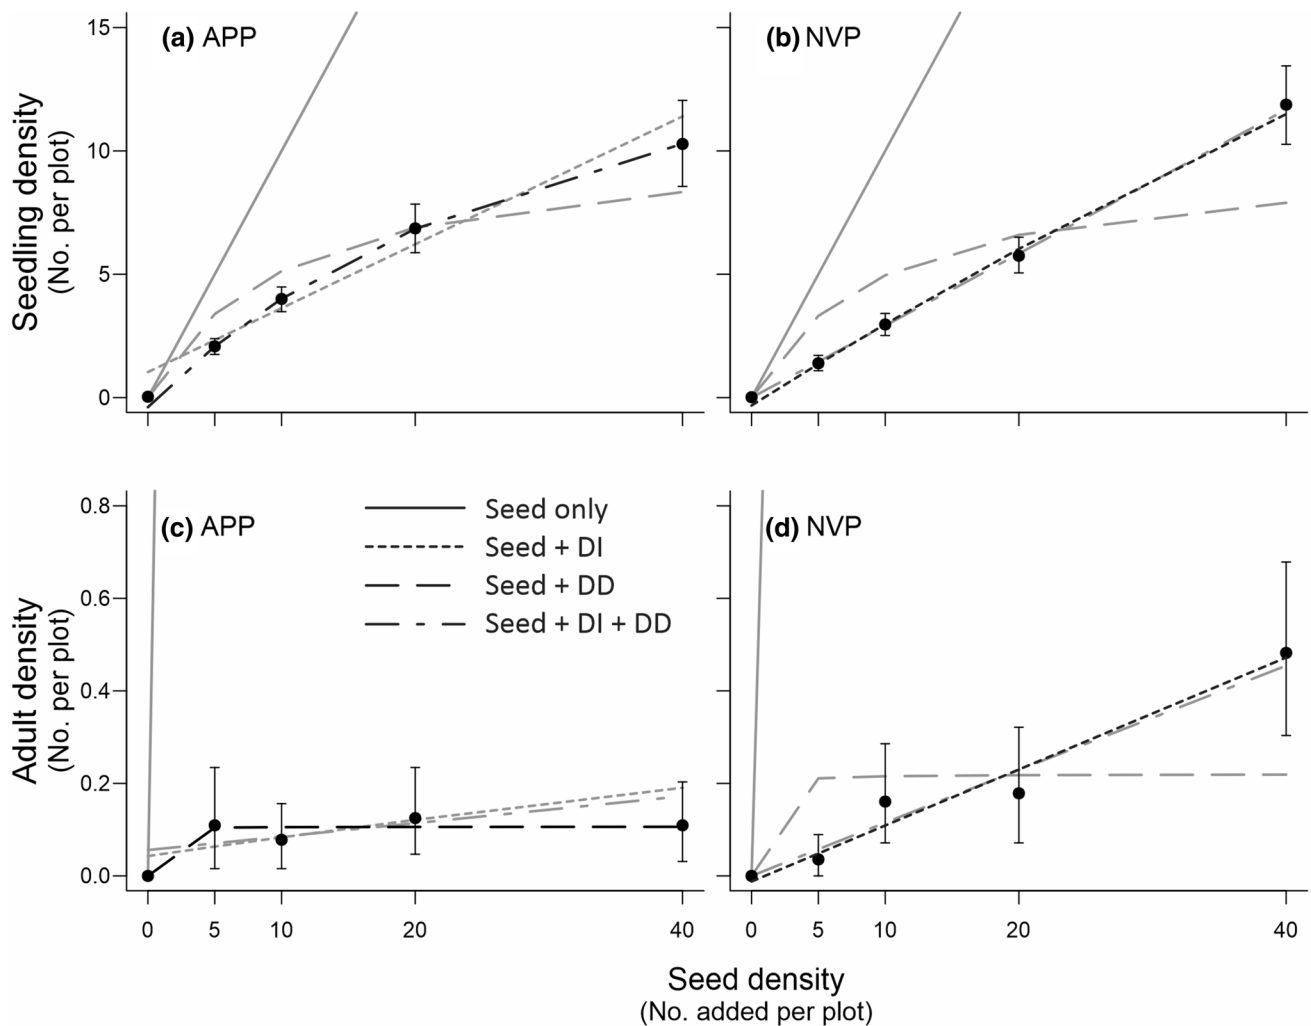 (a) APP
(b) NVP
Seedling density
(No. per plot)
15
10
5
0
(c) APP
(d) NVP
Seed only
Seed + DI
Seed + DD
Seed + DI + DD
Adult density
(No. per plot)
0.8
0.6
0.4
0.2
0.0
0 5 10 20 40
0 5 10 20 40
Seed density
(No. added per plot)